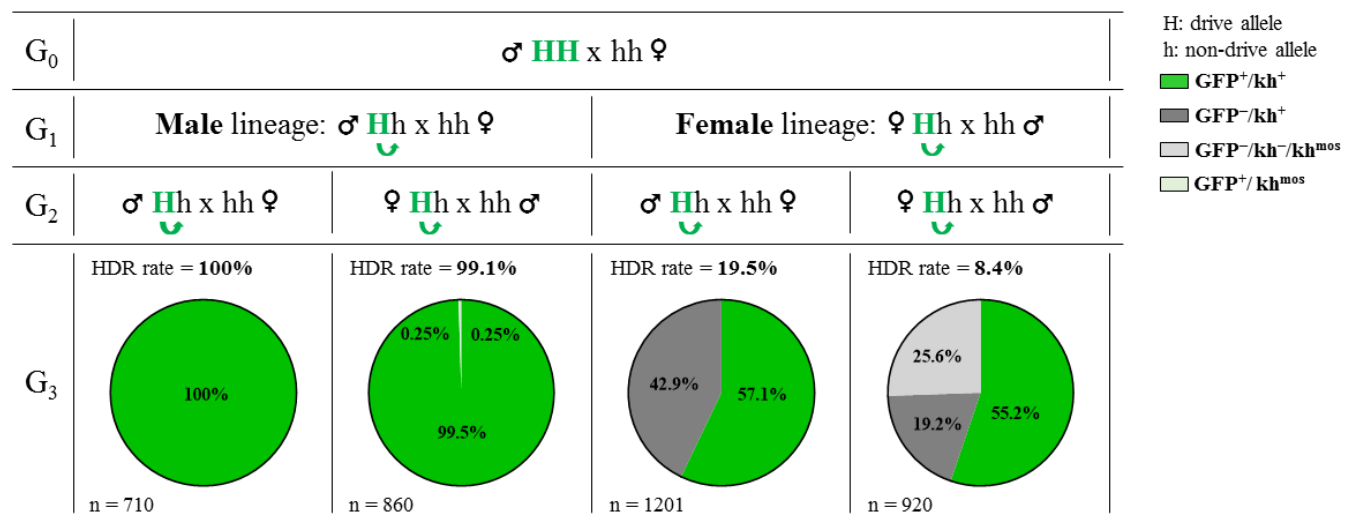 G0
♂ HH x hh ♀
H: drive allele
h: non-drive allele
GFP⁺/kh⁺
GFP⁻/kh⁺
GFP⁻/kh⁻/khᵐᵒˢ
GFP⁺/ khᵐᵒˢ
G1
Male lineage: ♂ Hh x hh ♀
Female lineage: ♀ Hh x hh ♂
G2
♂ Hh x hh ♀
♀ Hh x hh ♂
♂ Hh x hh ♀
♀ Hh x hh ♂
G3
HDR rate = 100%
100%
n = 710
HDR rate = 99.1%
0.25%
0.25%
99.5%
n = 860
HDR rate = 19.5%
42.9%
57.1%
n = 1201
HDR rate = 8.4%
25.6%
19.2%
55.2%
n = 920